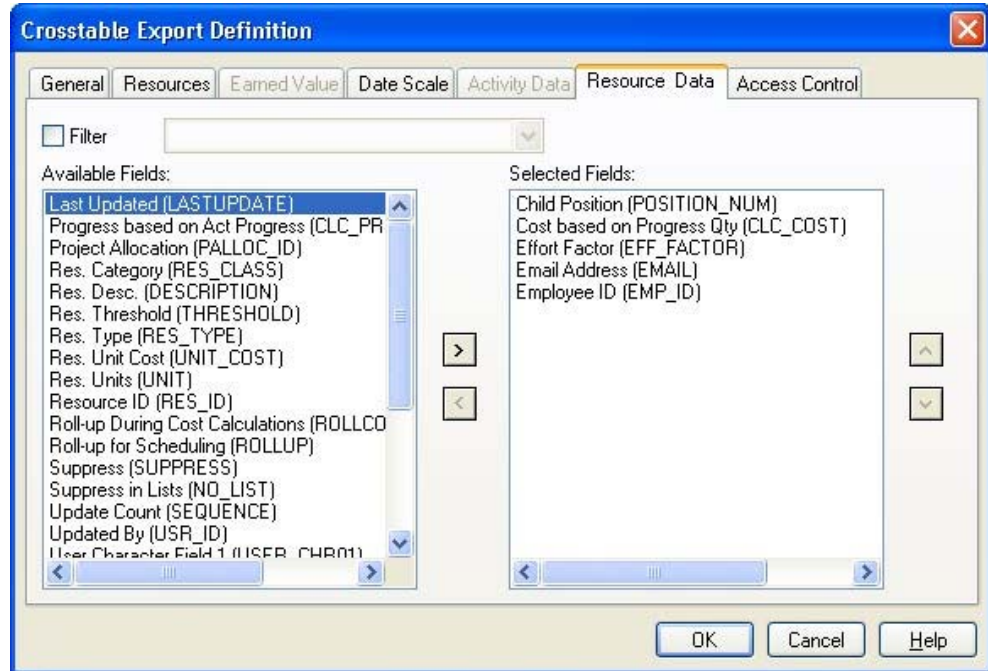 Crosstable Export Definition
General Resources Earned Value Date Scale Activity Data Resource Data Access Control
Filter
Available Fields:
Last Updated (LASTUPDATE)
Progress based on Act Progress (CLC_PR
Project Allocation (PALLOC_ID)
Res. Category (RES_CLASS)
Res. Desc. (DESCRIPTION)
Res. Threshold (THRESHOLD)
Res. Type (RES_TYPE)
Res. Unit Cost (UNIT_COST)
Res. Units (UNIT)
Resource ID (RES_ID)
Roll-up During Cost Calculations (ROLLCO
Roll-up for Scheduling (ROLLUP)
Suppress (SUPPRESS)
Suppress in Lists (NO_LIST)
Update Count (SEQUENCE)
Updated By (USR_ID)
User Character Field 1 (USER_CHR01)
Selected Fields:
Child Position (POSITION_NUM)
Cost based on Progress Qty (CLC_COST)
Effort Factor (EFF_FACTOR)
Email Address (EMAIL)
Employee ID (EMP_ID)
> 
<
OK Cancel Help